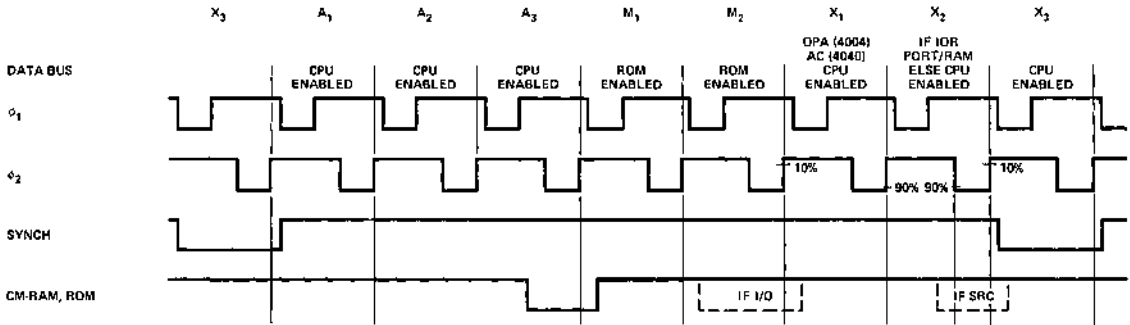 X₃ A₁ A₂ A₃ M₁ M₂ X₁ X₂ X₃
OPA (4004)
AC (4040)
CPU
ENABLED
IF IOR
PORT/RAM
ELSE CPU
ENABLED
DATA BUS
CPU
ENABLED
CPU
ENABLED
CPU
ENABLED
ROM
ENABLED
ROM
ENABLED
CPU
ENABLED
ϕ₁
ϕ₂
10%
90% 90%
10%
SYNCH
CM-RAM, ROM
IF I/O
IF SRC